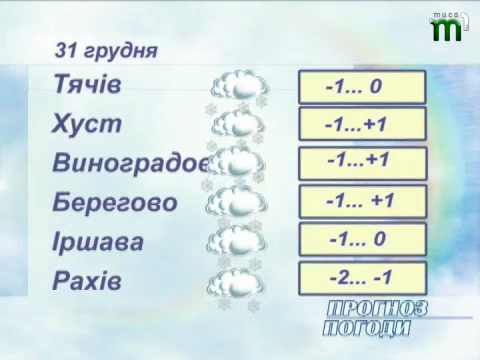 тиса
31 грудня
Тячів -1... 0
Хуст -1...+1
Виноградов -1...+1
Берегово -1... +1
Іршава -1... 0
Рахів -2... -1
ПРОГНОЗ
ПОГОДИ